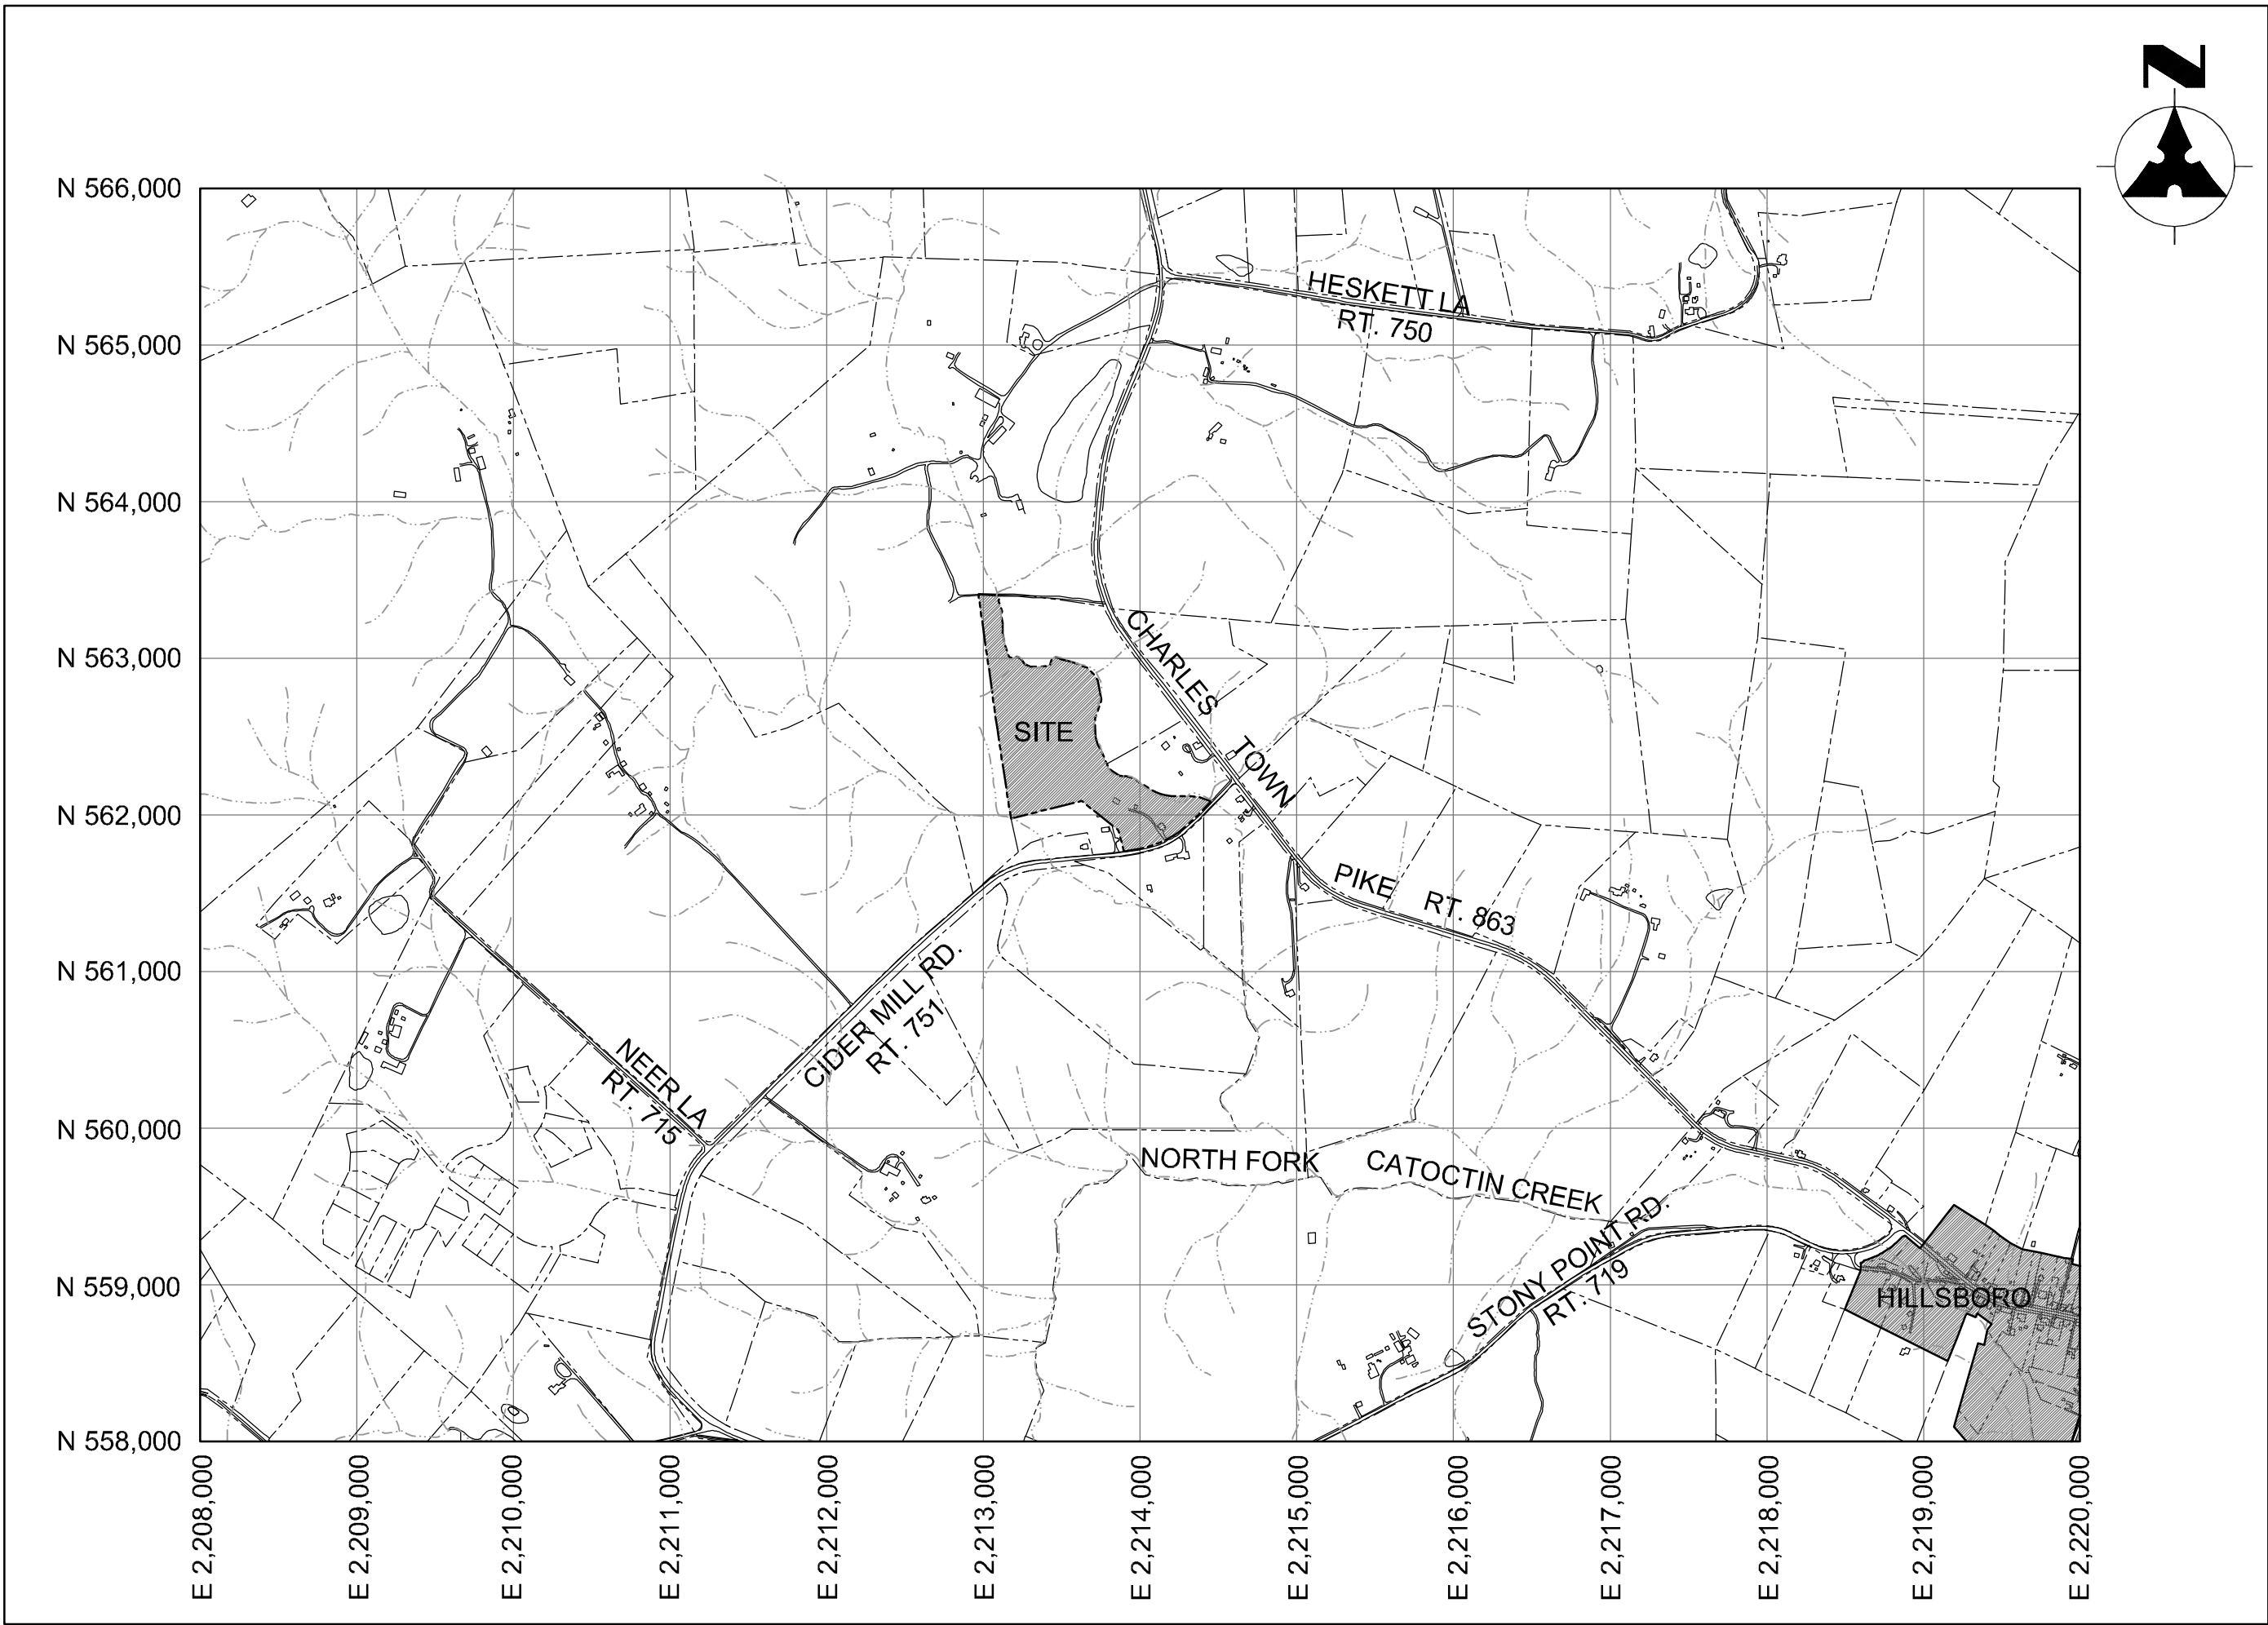 N
N 566,000
HESKETT LA
RT. 750
N 565,000
N 564,000
CHARLES
TOWN
PIKE
RT. 863
N 563,000
SITE
N 562,000
N 561,000
CIDER MILL RD.
RT. 751
NEER LA
RT. 715
N 560,000
NORTH FORK
CATOCTIN CREEK
STONY POINT RD.
RT. 719
N 559,000
HILLSBORO
N 558,000
E 2,208,000
E 2,209,000
E 2,210,000
E 2,211,000
E 2,212,000
E 2,213,000
E 2,214,000
E 2,215,000
E 2,216,000
E 2,217,000
E 2,218,000
E 2,219,000
E 2,220,000